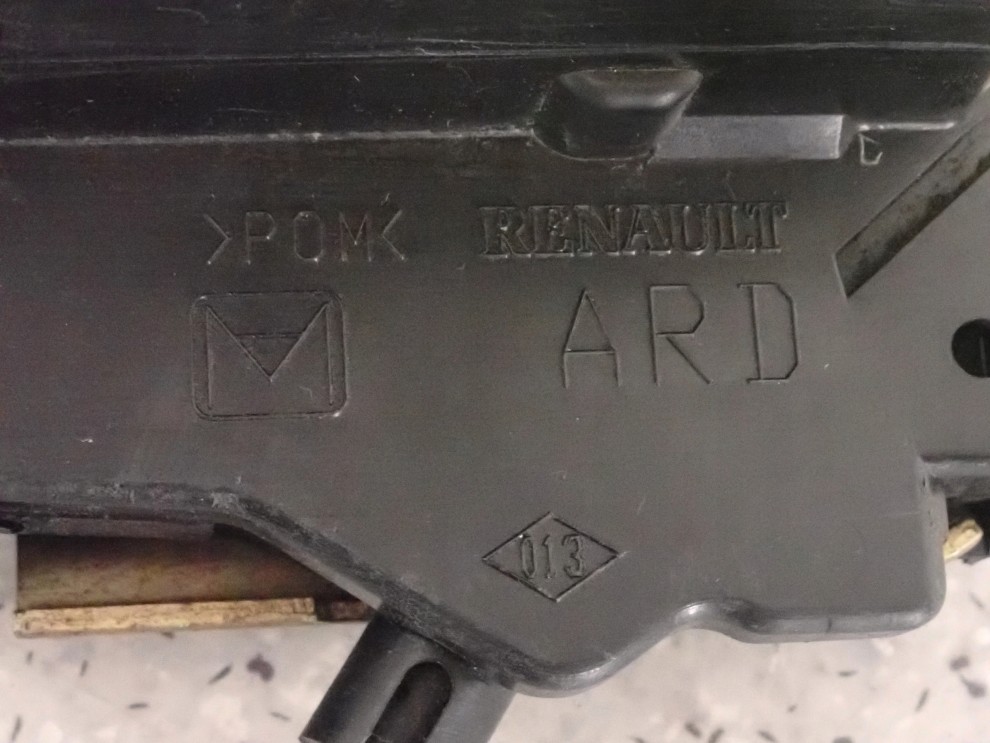 >POM< RENAULT
ARD
013